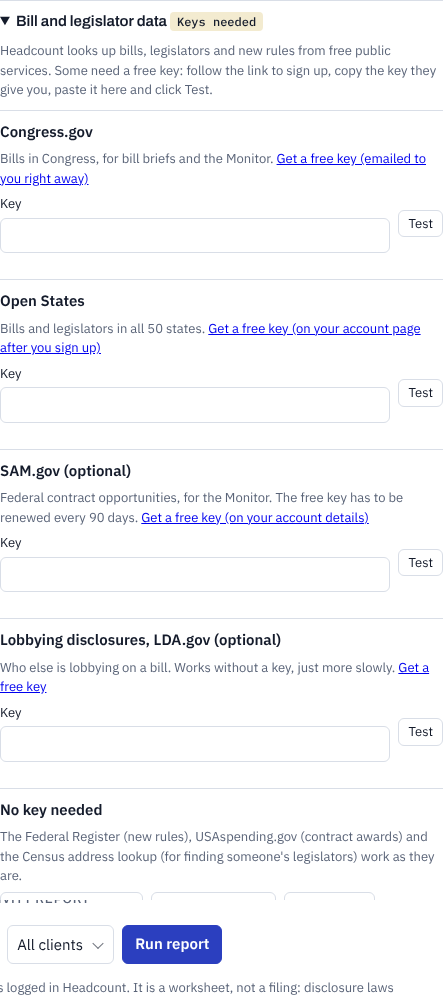 ▼ Bill and legislator data Keys needed
Headcount looks up bills, legislators and new rules from free public
services. Some need a free key: follow the link to sign up, copy the key they
give you, paste it here and click Test.
Congress.gov
Bills in Congress, for bill briefs and the Monitor. Get a free key (emailed to
you right away)
Key
Test
Open States
Bills and legislators in all 50 states. Get a free key (on your account page
after you sign up)
Key
Test
SAM.gov (optional)
Federal contract opportunities, for the Monitor. The free key has to be
renewed every 90 days. Get a free key (on your account details)
Key
Test
Lobbying disclosures, LDA.gov (optional)
Who else is lobbying on a bill. Works without a key, just more slowly. Get a
free key
Key
Test
No key needed
The Federal Register (new rules), USAspending.gov (contract awards) and
the Census address lookup (for finding someone's legislators) work as they
are.
REPORT
All clients Run report
s logged in Headcount. It is a worksheet, not a filing: disclosure laws